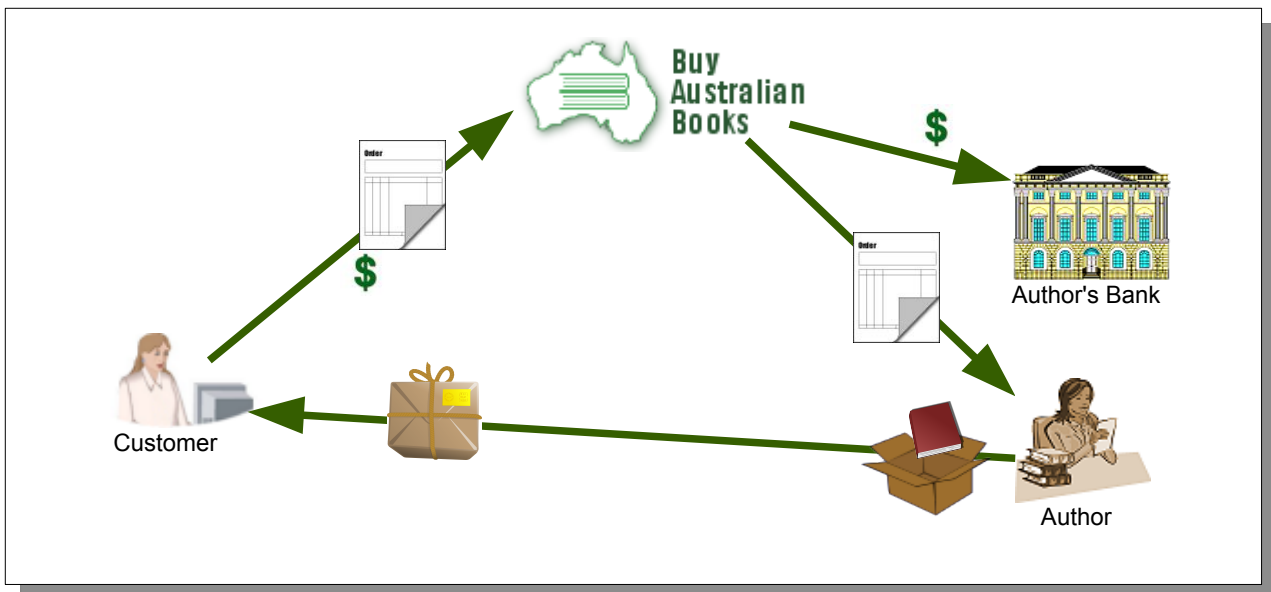 Buy
Australian
Books
$
Order
$
Order
Author's Bank
Customer
Author